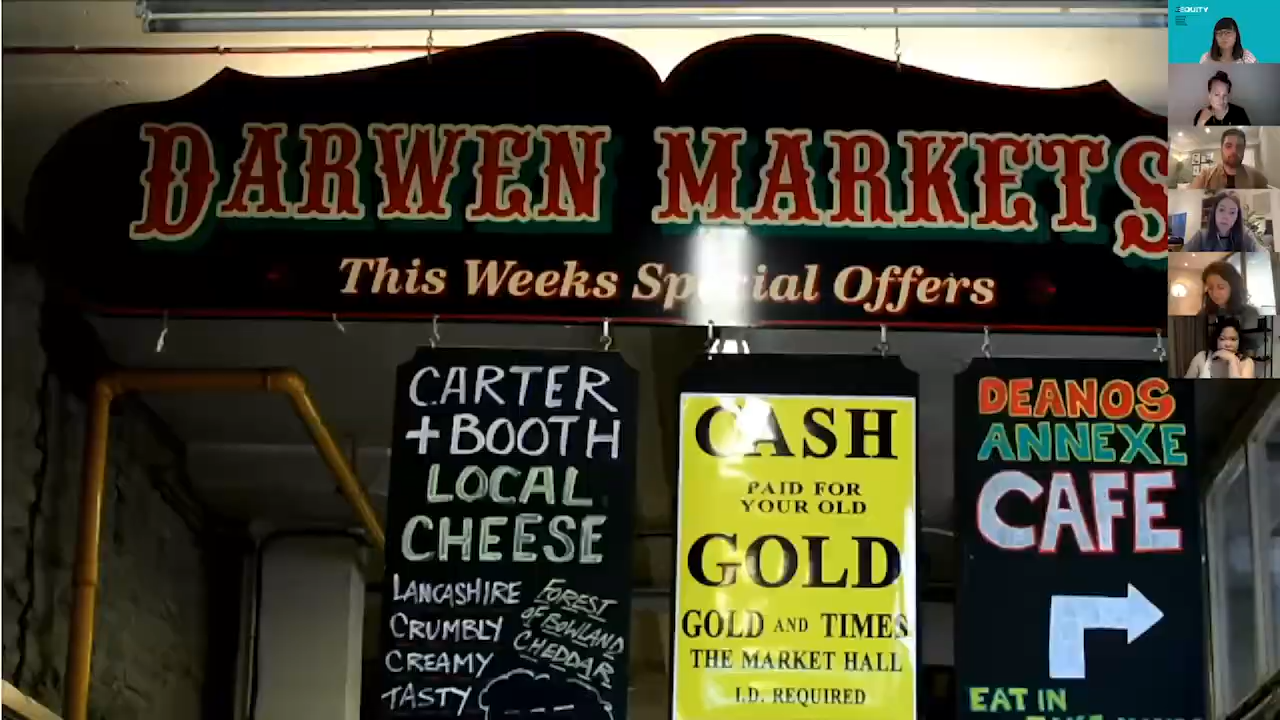 EQUITY
DARWEN MARKETS
This Weeks Special Offers
CARTER
+BOOTH
LOCAL
CHEESE
LANCASHIRE
CRUMBLY
CREAMY
TASTY
FOREST
OF BOWLAND
CHEDDAR
CASH
PAID FOR
YOUR OLD
GOLD
GOLD AND TIMES
THE MARKET HALL
I.D. REQUIRED
DEANOS
ANNEXE
CAFE
EAT IN